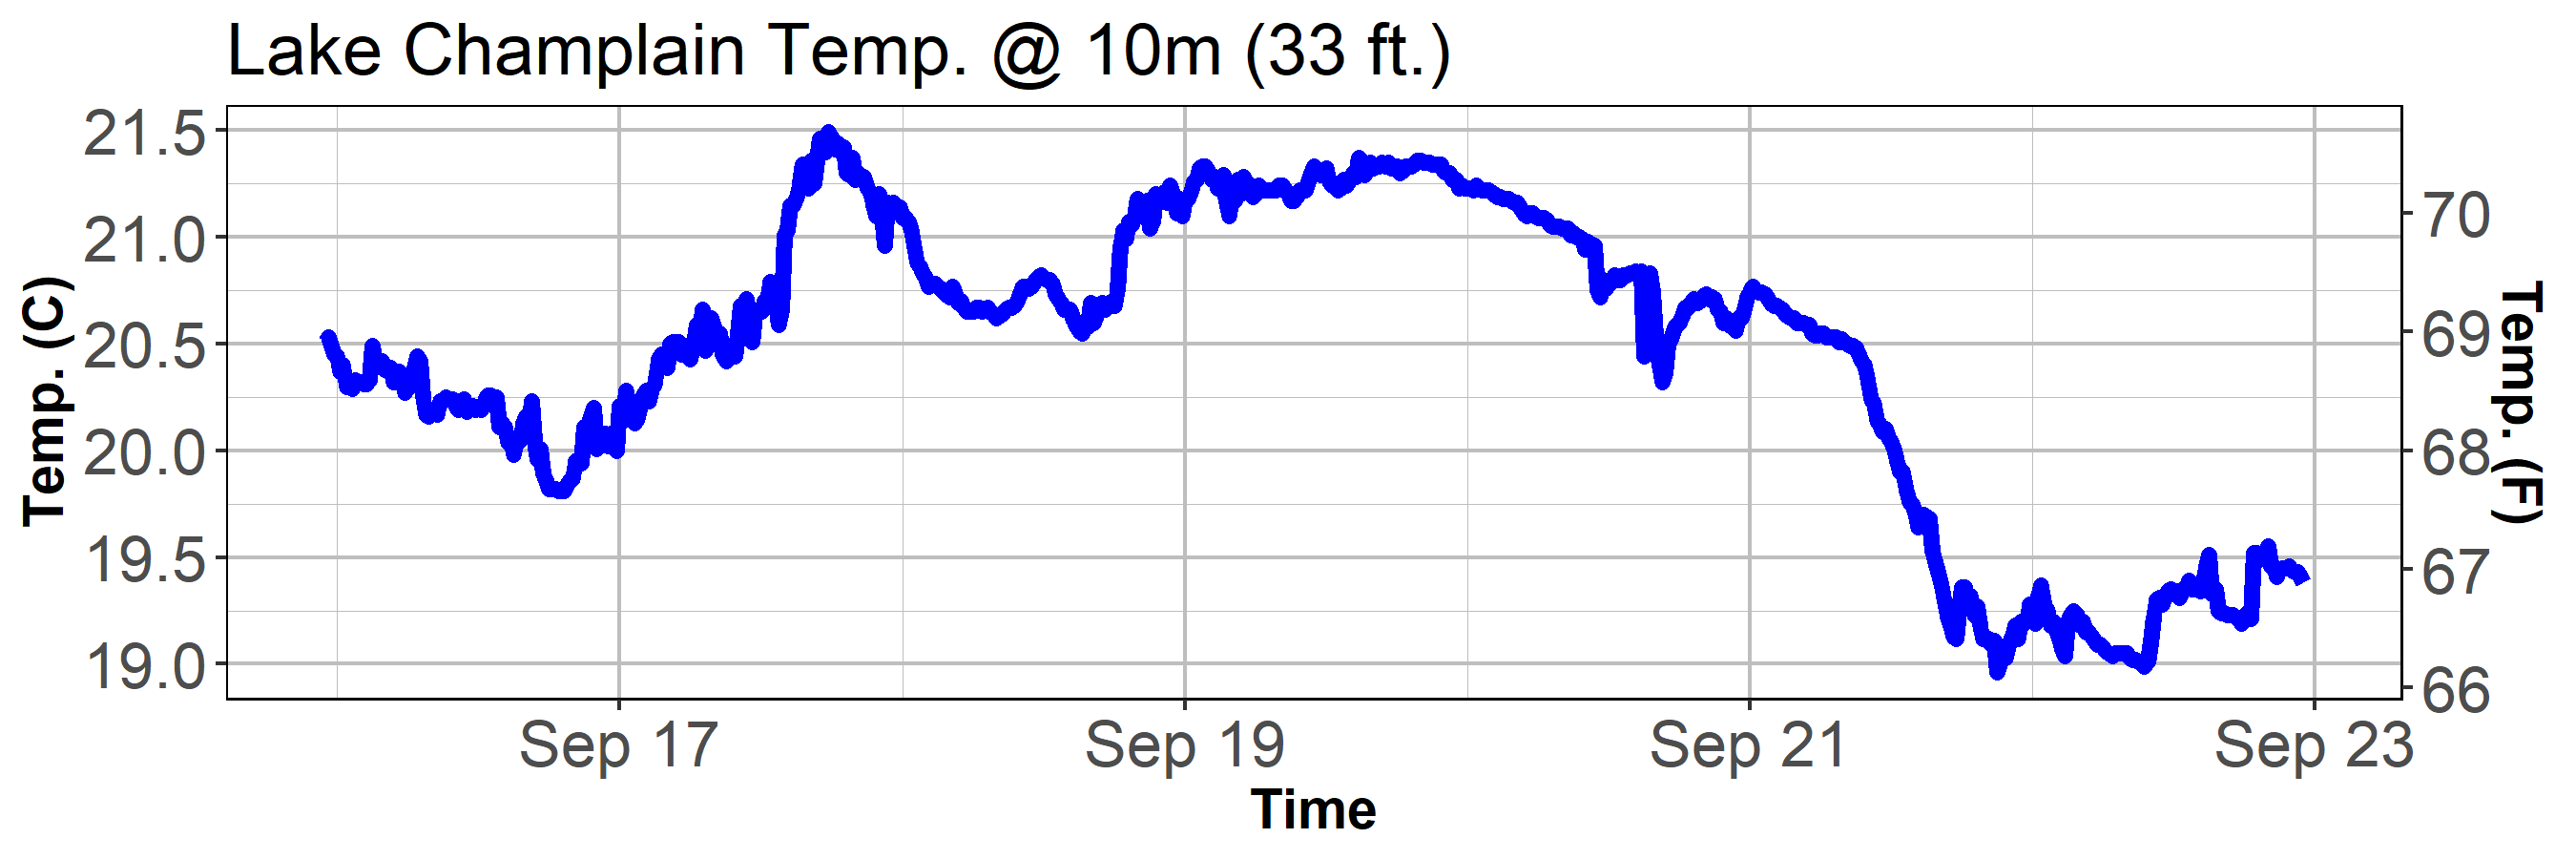 Lake Champlain Temp. @ 10m (33 ft.)
Temp. (C)
21.5
21.0
20.5
20.0
19.5
19.0
70
69
68
67
66
Temp. (F)
Sep 17 Sep 19 Sep 21 Sep 23
Time